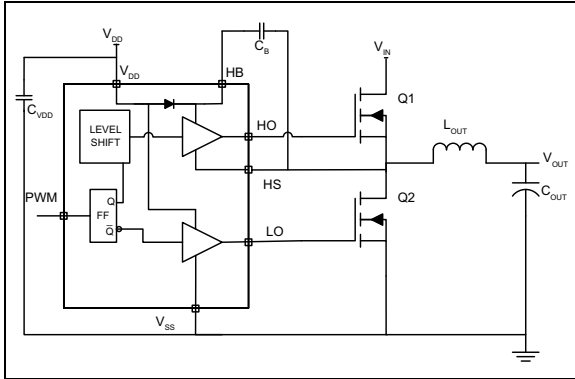 V_DD
C_B
V_IN
V_DD
HB
C_VDD
Q1
LEVEL
SHIFT
HO
L_OUT
V_OUT
HS
C_OUT
PWM
Q
FF
Q̅
Q2
LO
V_SS